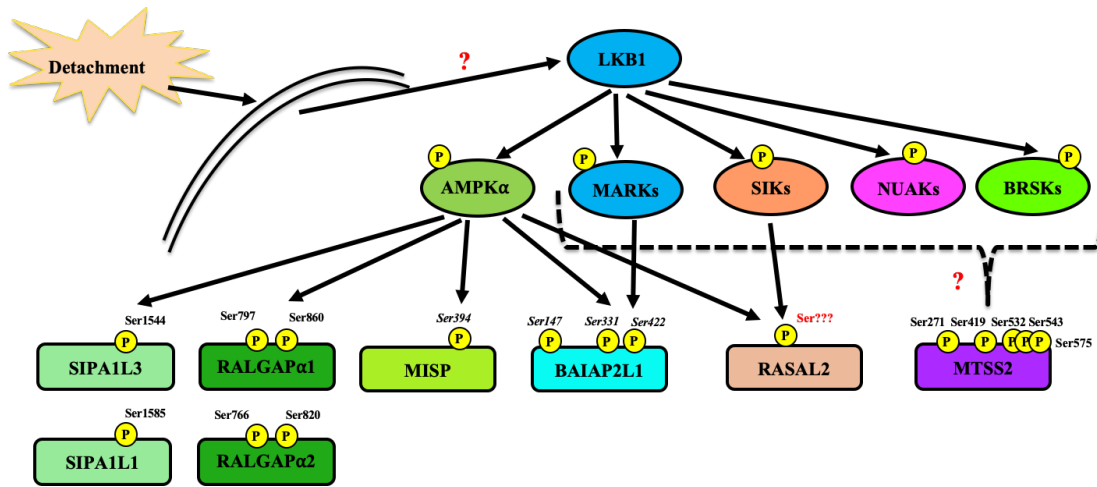 Detachment
?
LKB1
P
P
P
P
P
AMPKα
MARKs
SIKs
NUAKs
BRSKs
?
Ser1544
Ser797
Ser860
Ser394
Ser147
Ser331
Ser422
Ser???
Ser271
Ser419
Ser532
Ser543
Ser575
P
P
P
P
P
P
P
P
P
P
P
P
P
SIPA1L3
RALGAPα1
MISP
BAIAP2L1
RASAL2
MTSS2
Ser1585
Ser766
Ser820
P
P
P
SIPA1L1
RALGAPα2